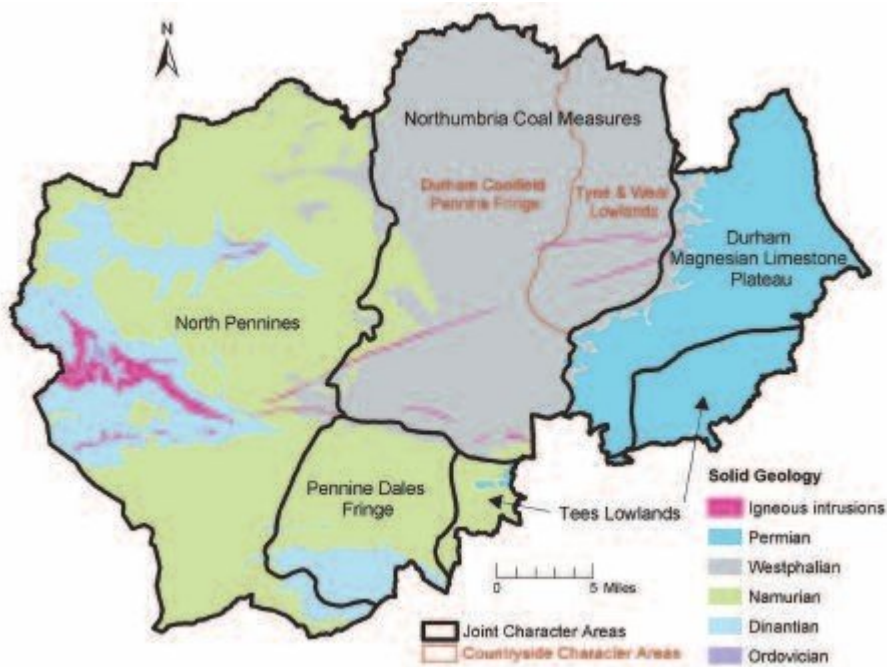 N
Northumbria Coal Measures
Durham Coalfield
Pennine Fringe
Tyne & Wear
Lowlands
Durham
Magnesian Limestone
Plateau
North Pennines
Pennine Dales
Fringe
Tees Lowlands
0 5 Miles
Joint Character Areas
Countryside Character Areas
Solid Geology
Igneous intrusions
Permian
Westphalian
Namurian
Dinantian
Ordovician